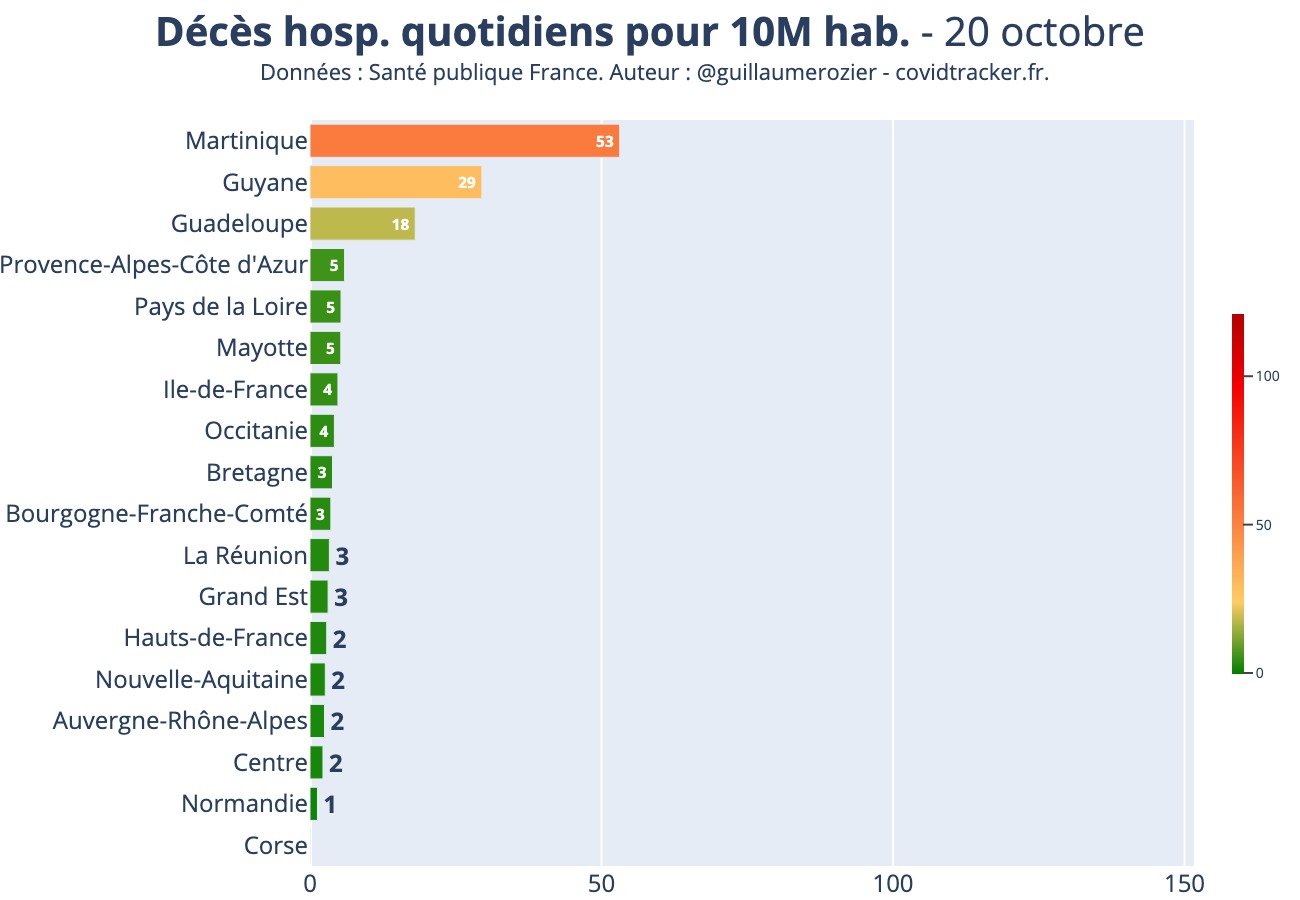 Décès hosp. quotidiens pour 10M hab. - 20 octobre
Données : Santé publique France. Auteur : @guillaumerozier - covidtracker.fr.
Martinique 53
Guyane 29
Guadeloupe 18
Provence-Alpes-Côte d'Azur 5
Pays de la Loire 5
Mayotte 5
Ile-de-France 4
Occitanie 4
Bretagne 3
Bourgogne-Franche-Comté 3
La Réunion 3
Grand Est 3
Hauts-de-France 2
Nouvelle-Aquitaine 2
Auvergne-Rhône-Alpes 2
Centre 2
Normandie 1
Corse
0 50 100 150
100
50
0